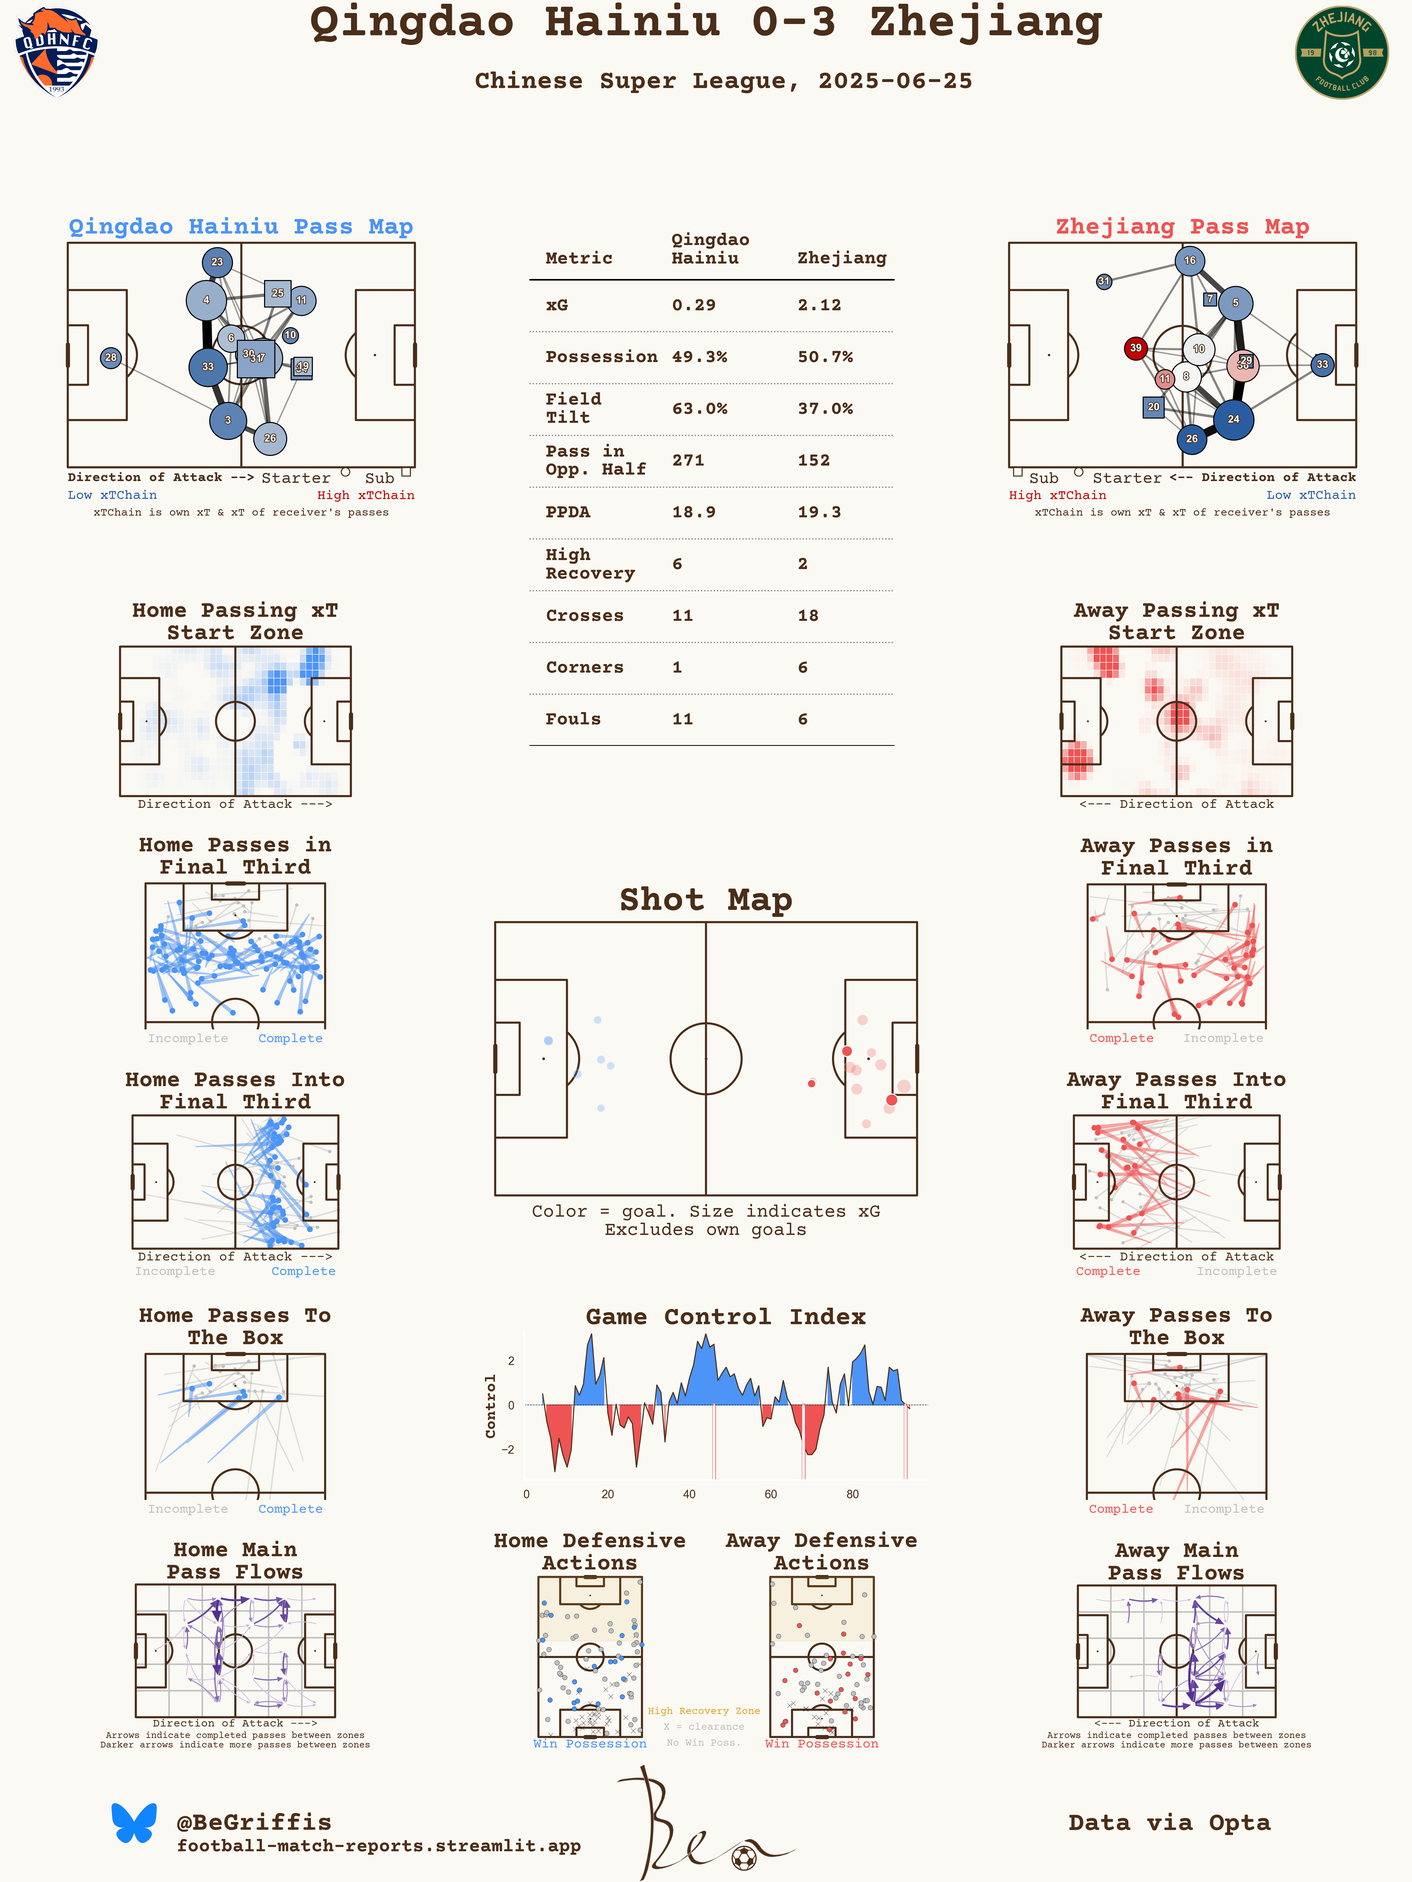 Qingdao Hainiu 0-3 Zhejiang
Chinese Super League, 2025-06-25
QDHNFC
1993
ZHEJIANG
19 98
FOOTBALL CLUB
Qingdao Hainiu Pass Map
23
4
25
11
6
10
30
28
33
49
3
26
Direction of Attack --> Starter Sub
Low xTChain High xTChain
xTChain is own xT & xT of receiver's passes
Metric Qingdao Hainiu Zhejiang
xG 0.29 2.12
Possession 49.3% 50.7%
Field Tilt 63.0% 37.0%
Pass in Opp. Half 271 152
PPDA 18.9 19.3
High Recovery 6 2
Crosses 11 18
Corners 1 6
Fouls 11 6
Zhejiang Pass Map
16
31
7
5
39
10
29
33
11
8
20
24
26
Sub Starter <-- Direction of Attack
High xTChain Low xTChain
xTChain is own xT & xT of receiver's passes
Home Passing xT
Start Zone
Direction of Attack --->
Away Passing xT
Start Zone
<--- Direction of Attack
Home Passes in
Final Third
Incomplete Complete
Away Passes in
Final Third
Complete Incomplete
Shot Map
Color = goal. Size indicates xG
Excludes own goals
Home Passes Into
Final Third
Direction of Attack --->
Incomplete Complete
Away Passes Into
Final Third
<--- Direction of Attack
Complete Incomplete
Home Passes To
The Box
Incomplete Complete
Game Control Index
Control
2
0
−2
0 20 40 60 80
Away Passes To
The Box
Complete Incomplete
Home Main
Pass Flows
Direction of Attack --->
Arrows indicate completed passes between zones
Darker arrows indicate more passes between zones
Home Defensive
Actions
Win Possession
High Recovery Zone
X = clearance
No Win Poss.
Away Defensive
Actions
Win Possession
Away Main
Pass Flows
<--- Direction of Attack
Arrows indicate completed passes between zones
Darker arrows indicate more passes between zones
@BeGriffis
football-match-reports.streamlit.app
Ben
Data via Opta